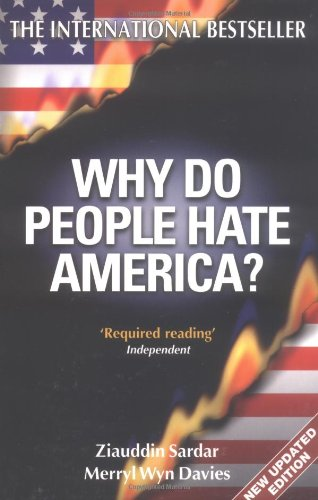 THE INTERNATIONAL BESTSELLER
WHY DO
PEOPLE HATE
AMERICA?
‘Required reading’
Independent
Ziauddin Sardar
Merryl Wyn Davies
NEW UPDATED
EDITION